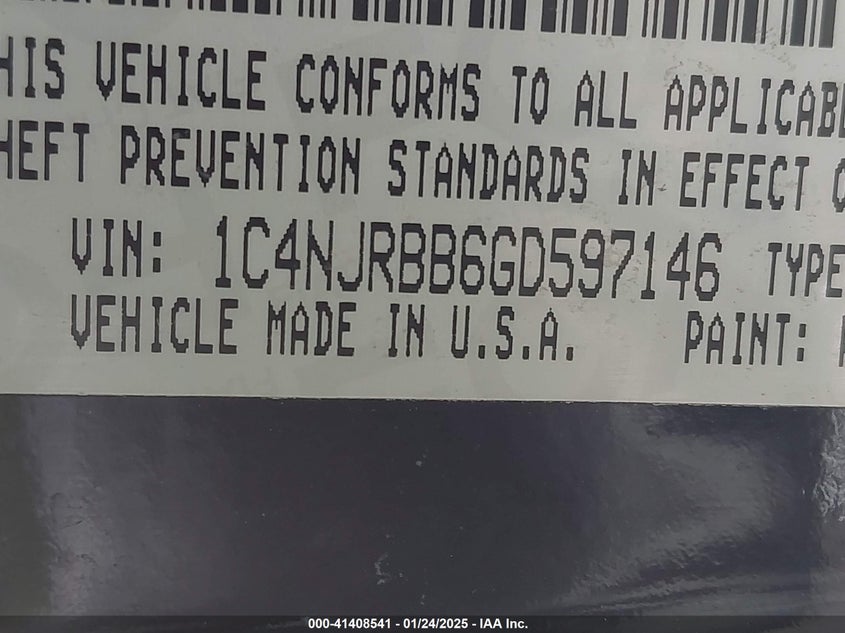 HIS VEHICLE CONFORMS TO ALL APPLICABL
HEFT PREVENTION STANDARDS IN EFFECT O
VIN: 1C4NJRBB6GD597146 TYPE
VEHICLE MADE IN U.S.A. PAINT:
000-41408541 - 01/24/2025 - IAA Inc.